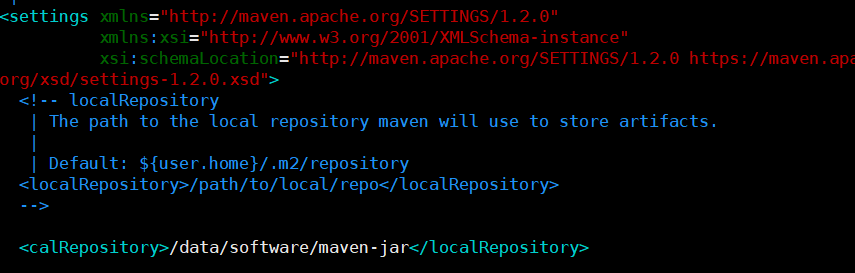 <settings xmlns="http://maven.apache.org/SETTINGS/1.2.0"
xmlns:xsi="http://www.w3.org/2001/XMLSchema-instance"
xsi:schemaLocation="http://maven.apache.org/SETTINGS/1.2.0 https://maven.apa
org/xsd/settings-1.2.0.xsd">
<!-- localRepository
| The path to the local repository maven will use to store artifacts.
|
| Default: ${user.home}/.m2/repository
<localRepository>/path/to/local/repo</localRepository>
-->
<calRepository>/data/software/maven-jar</localRepository>